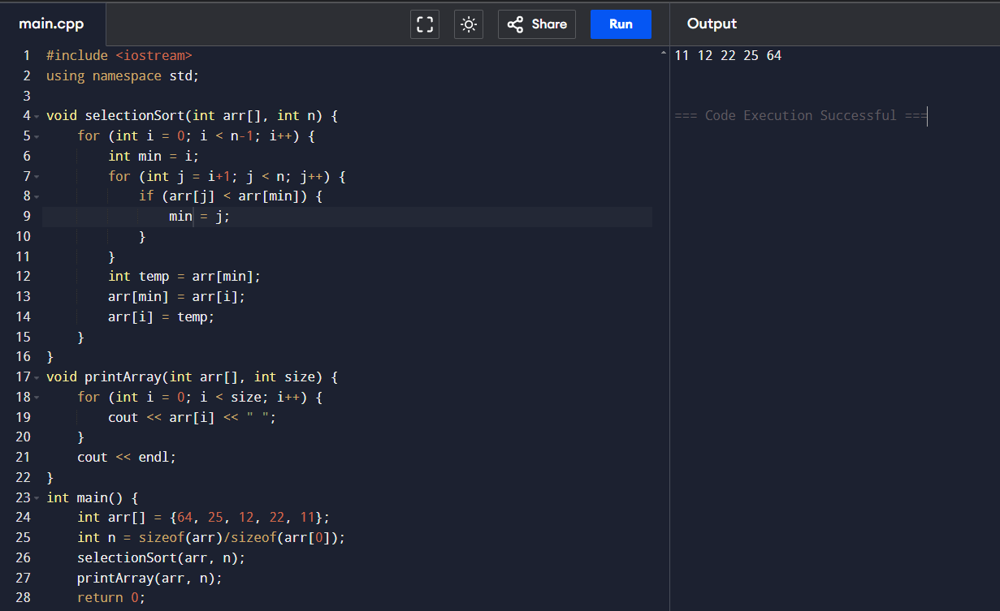 main.cpp
Share
Run
Output
1 #include <iostream>
2 using namespace std;
3
4 void selectionSort(int arr[], int n) {
5     for (int i = 0; i < n-1; i++) {
6         int min = i;
7         for (int j = i+1; j < n; j++) {
8             if (arr[j] < arr[min]) {
9                 min = j;
10             }
11         }
12         int temp = arr[min];
13         arr[min] = arr[i];
14         arr[i] = temp;
15     }
16 }
17 void printArray(int arr[], int size) {
18     for (int i = 0; i < size; i++) {
19         cout << arr[i] << " ";
20     }
21     cout << endl;
22 }
23 int main() {
24     int arr[] = {64, 25, 12, 22, 11};
25     int n = sizeof(arr)/sizeof(arr[0]);
26     selectionSort(arr, n);
27     printArray(arr, n);
28     return 0;
11 12 22 25 64
=== Code Execution Successful ===